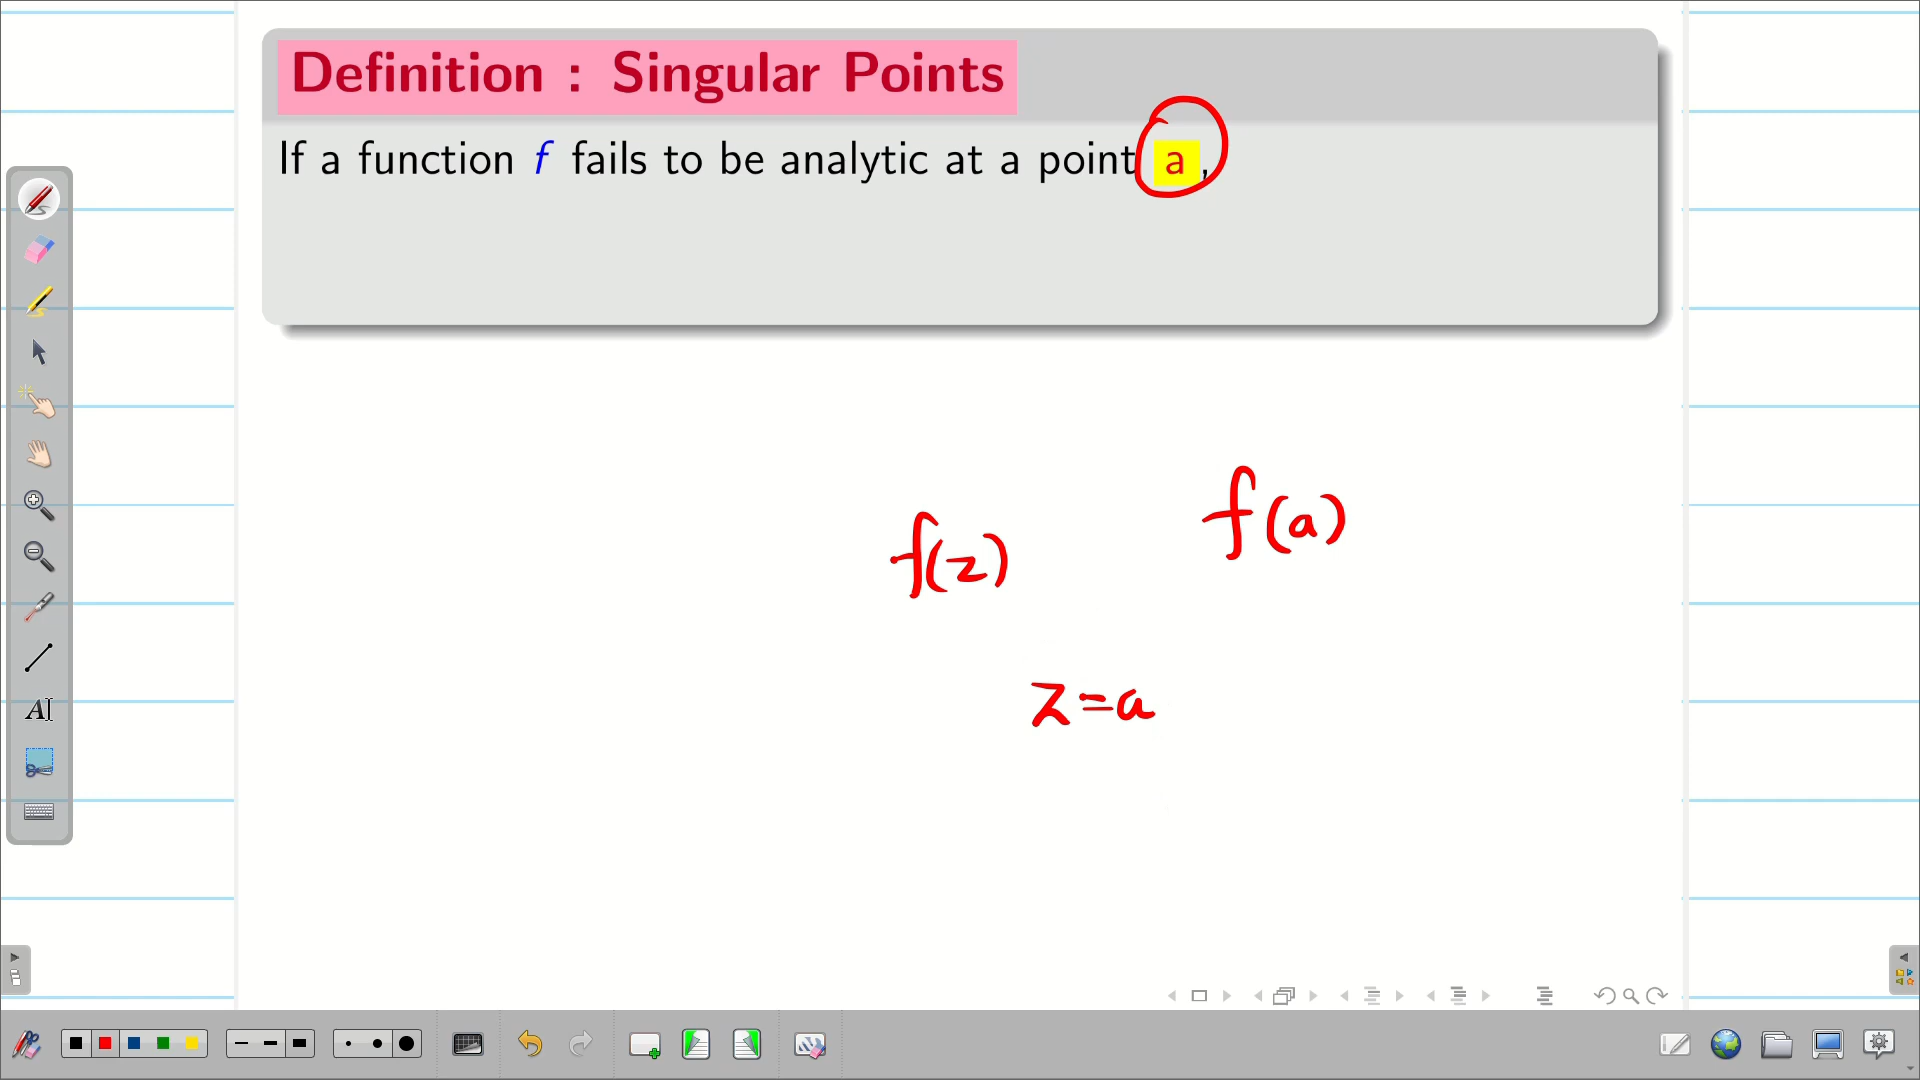 Definition : Singular Points
If a function f fails to be analytic at a point a,
f(z)
f(a)
z=a